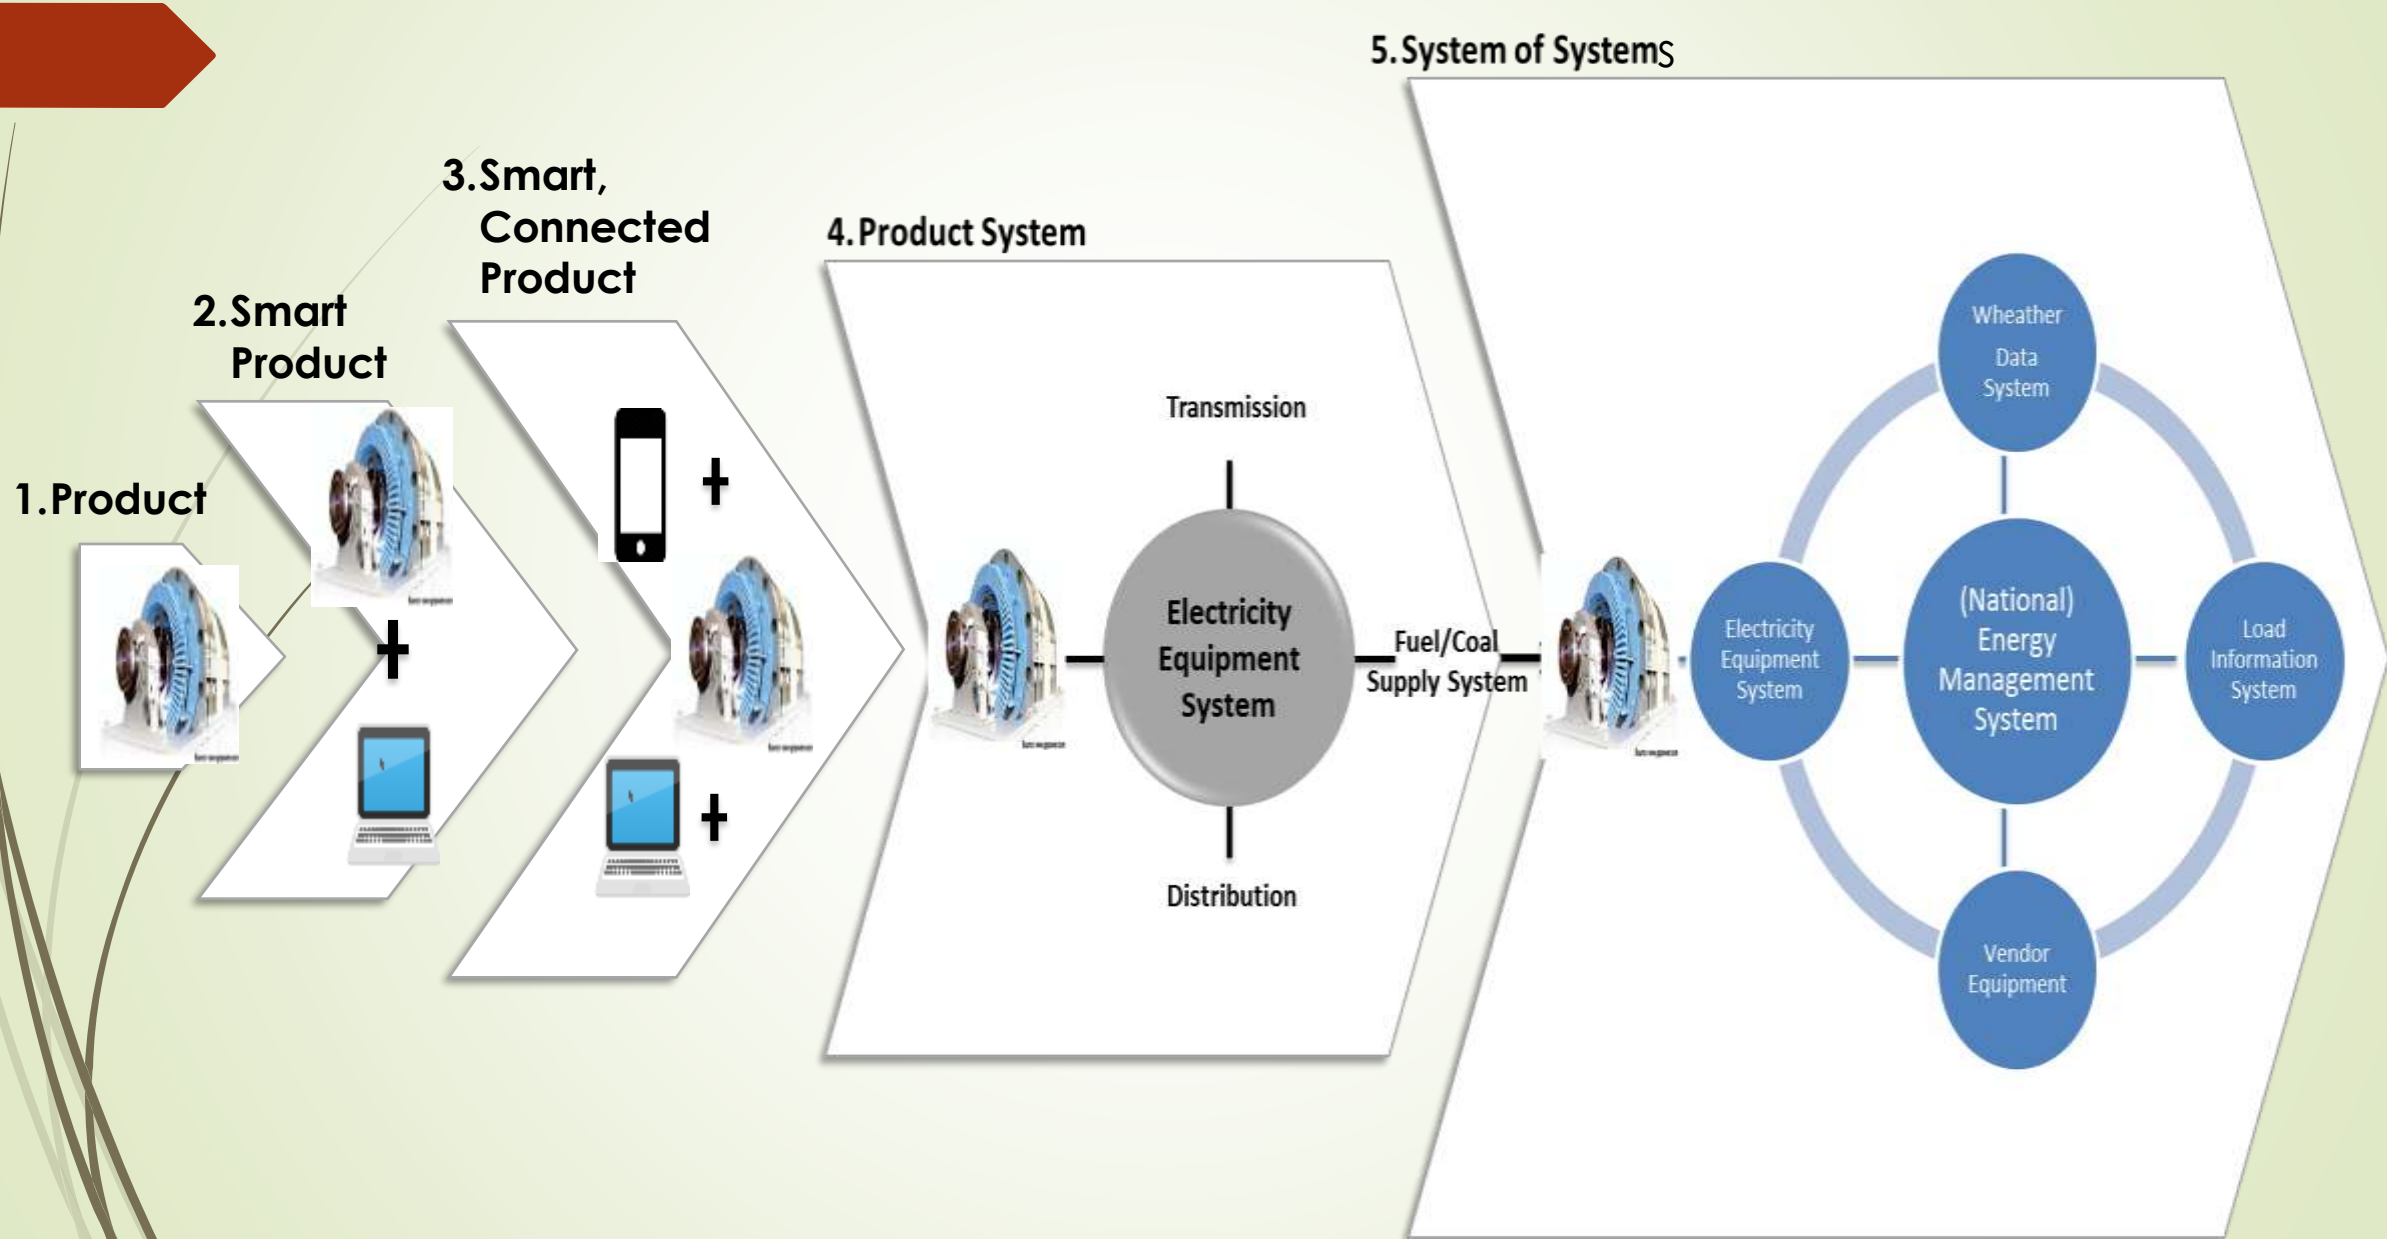 1.Product
2.Smart
Product
3.Smart,
Connected
Product
4.Product System
Transmission
Electricity
Equipment
System
Fuel/Coal
Supply System
Distribution
5.System of Systems
Wheather
Data
System
Electricity
Equipment
System
(National)
Energy
Management
System
Load
Information
System
Vendor
Equipment